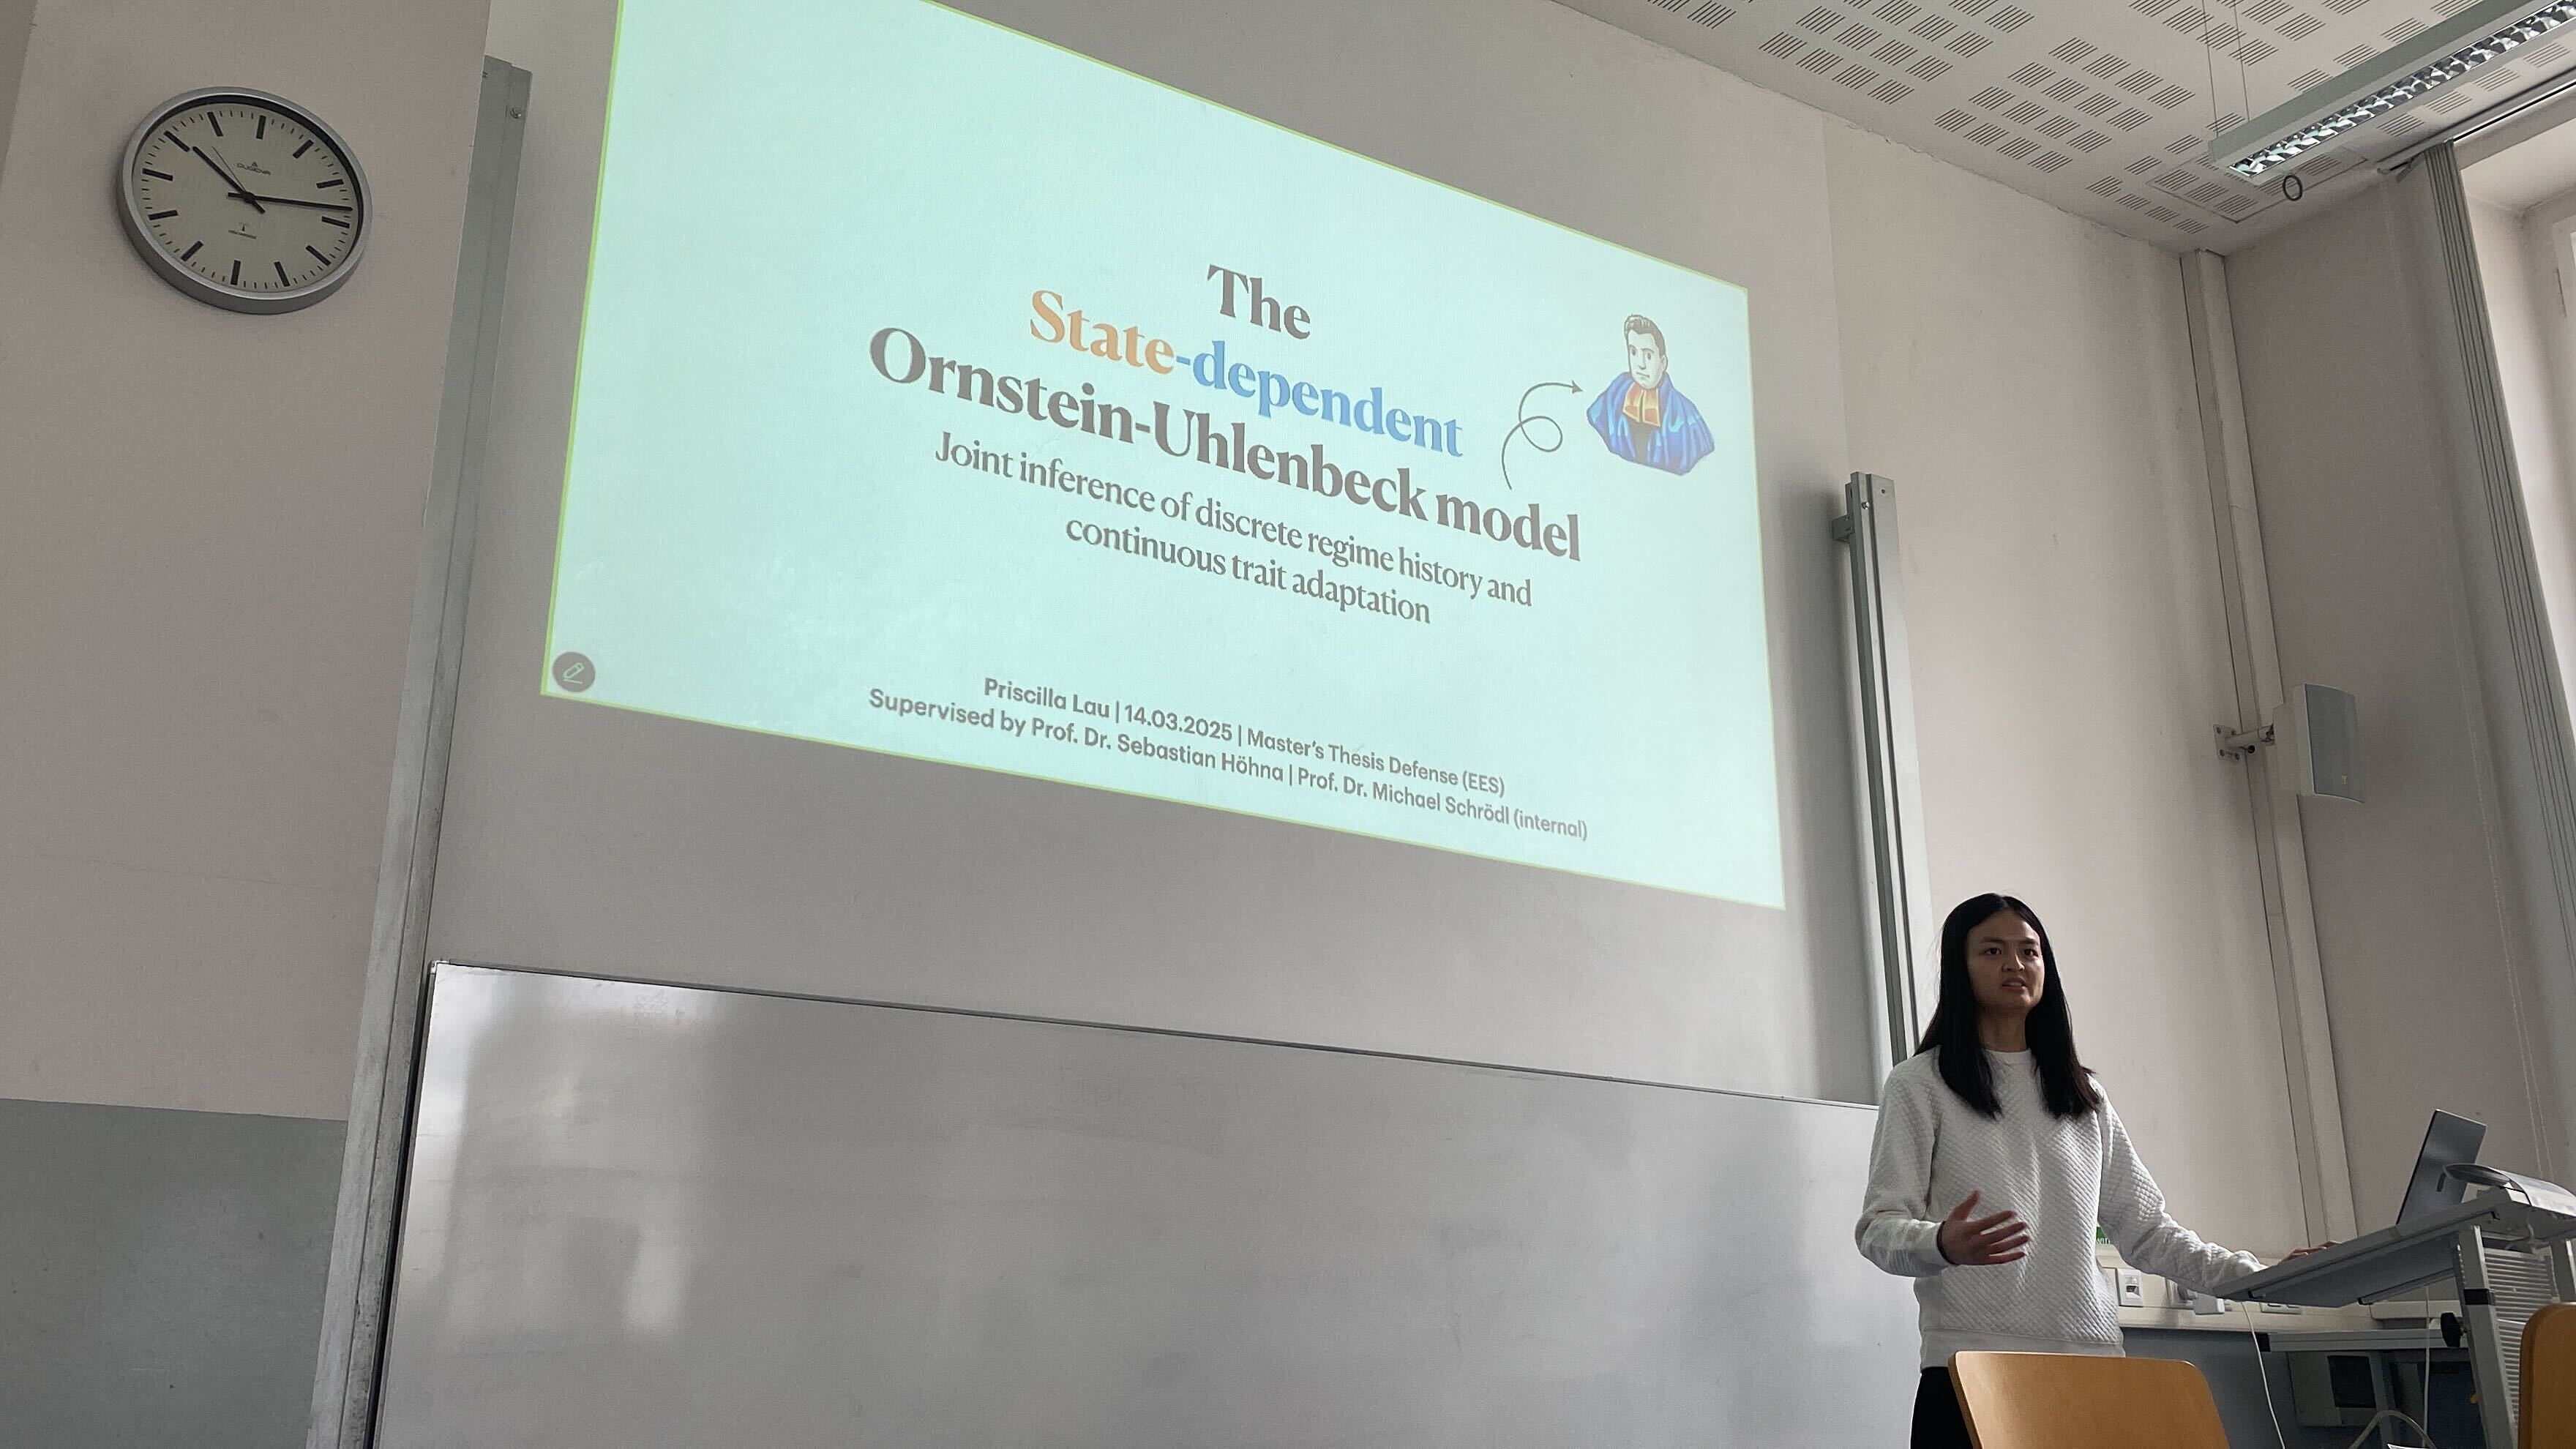 The
State-dependent
Ornstein-Uhlenbeck model
Joint inference of discrete regime history and
continuous trait adaptation
Priscilla Lau | 14.03.2025 | Master's Thesis Defense (EES)
Supervised by Prof. Dr. Sebastian Höhna | Prof. Dr. Michael Schrödl (internal)